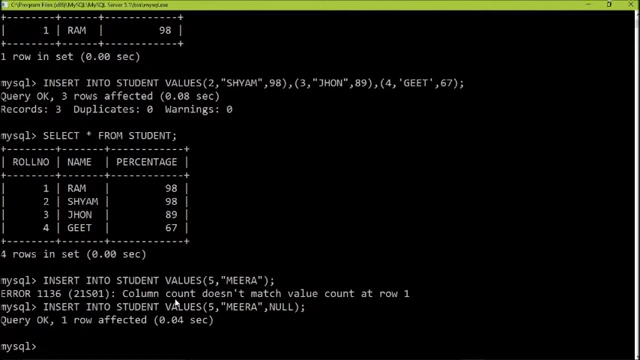 C:\Program Files (x86)\MySQL\MySQL Server 5.1\bin\mysql.exe
| 1 | RAM | 98 |
+--------+-------+------------+
1 row in set (0.00 sec)
mysql> INSERT INTO STUDENT VALUES(2,"SHYAM",98),(3,"JHON",89),(4,'GEET',67);
Query OK, 3 rows affected (0.08 sec)
Records: 3  Duplicates: 0  Warnings: 0
mysql> SELECT * FROM STUDENT;
+--------+-------+------------+
| ROLLNO | NAME | PERCENTAGE |
+--------+-------+------------+
| 1 | RAM | 98 |
| 2 | SHYAM | 98 |
| 3 | JHON | 89 |
| 4 | GEET | 67 |
+--------+-------+------------+
4 rows in set (0.00 sec)
mysql> INSERT INTO STUDENT VALUES(5,"MEERA");
ERROR 1136 (21S01): Column count doesn't match value count at row 1
mysql> INSERT INTO STUDENT VALUES(5,"MEERA",NULL);
Query OK, 1 row affected (0.04 sec)
mysql>